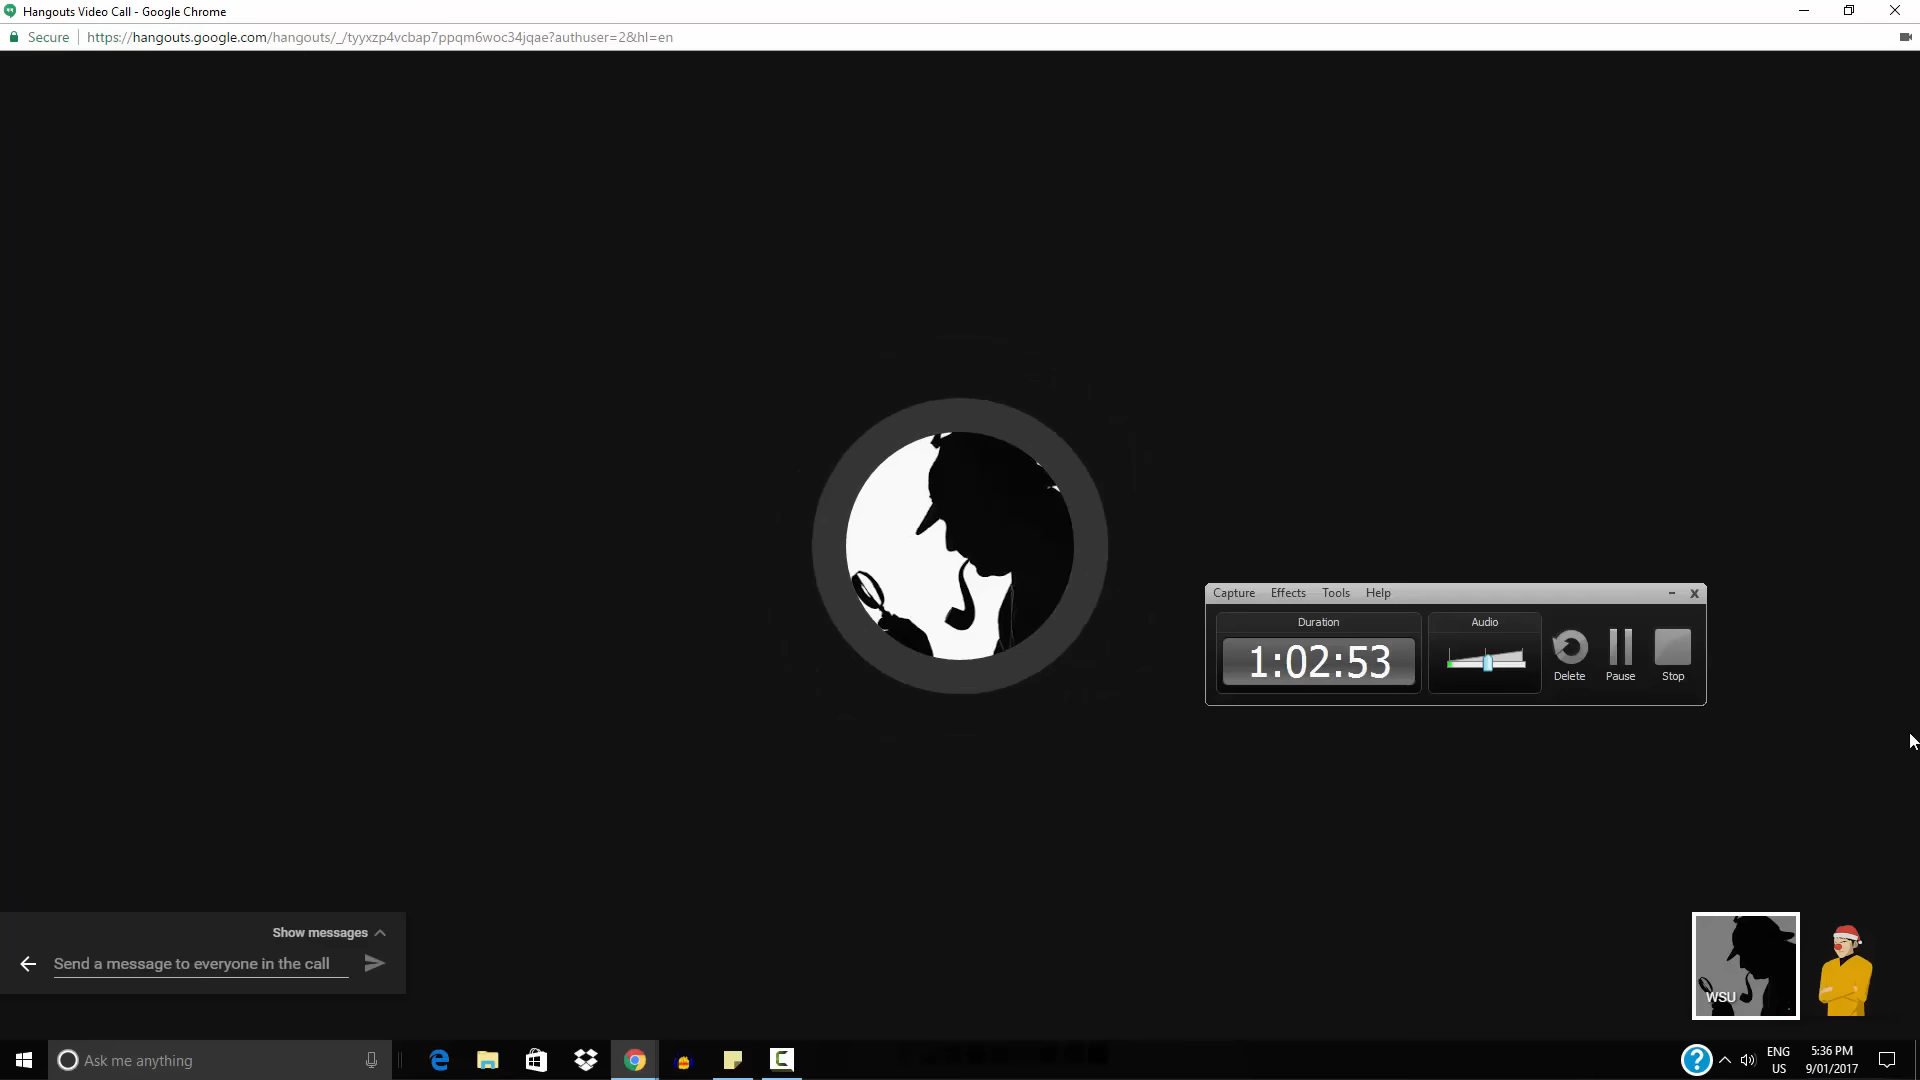 Hangouts Video Call - Google Chrome
Secure https://hangouts.google.com/hangouts/_/tyyxzp4vcbap7ppqm6woc34jqae?authuser=2&hl=en
Capture Effects Tools Help
Duration Audio
1:02:53
Delete Pause Stop
Show messages
Send a message to everyone in the call
WSU
Ask me anything
ENG
US
5:36 PM
9/01/2017